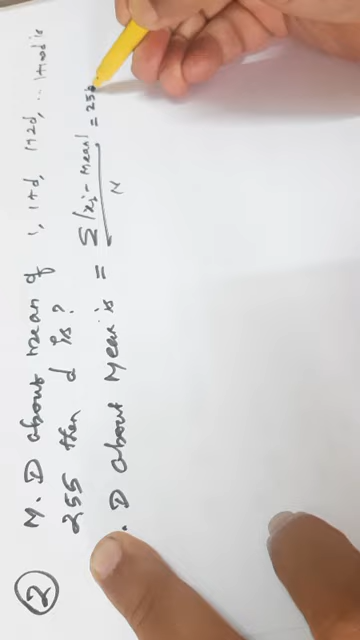 ② M.D about mean of 1, 1+d, 1+2d, ... 1+100d is
255 then d is?
. D about Mean is = Σ|xᵢ - mean| / N = 255